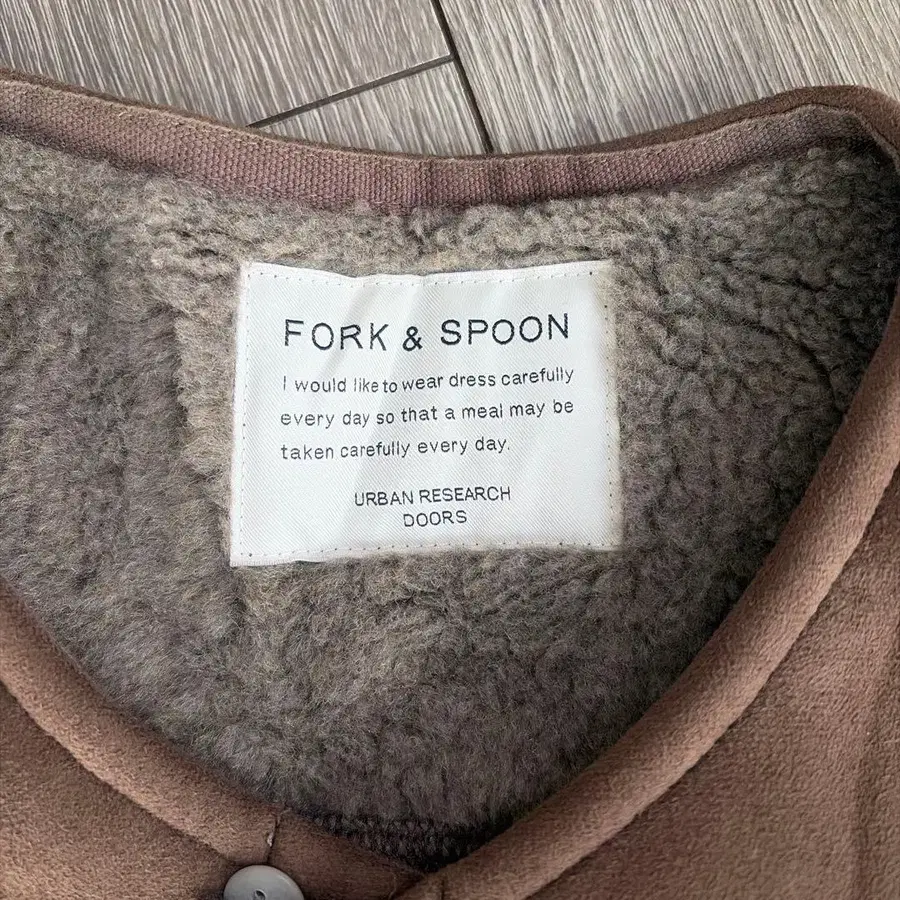 FORK & SPOON
I would like to wear dress carefully
every day so that a meal may be
taken carefully every day.
URBAN RESEARCH
DOORS